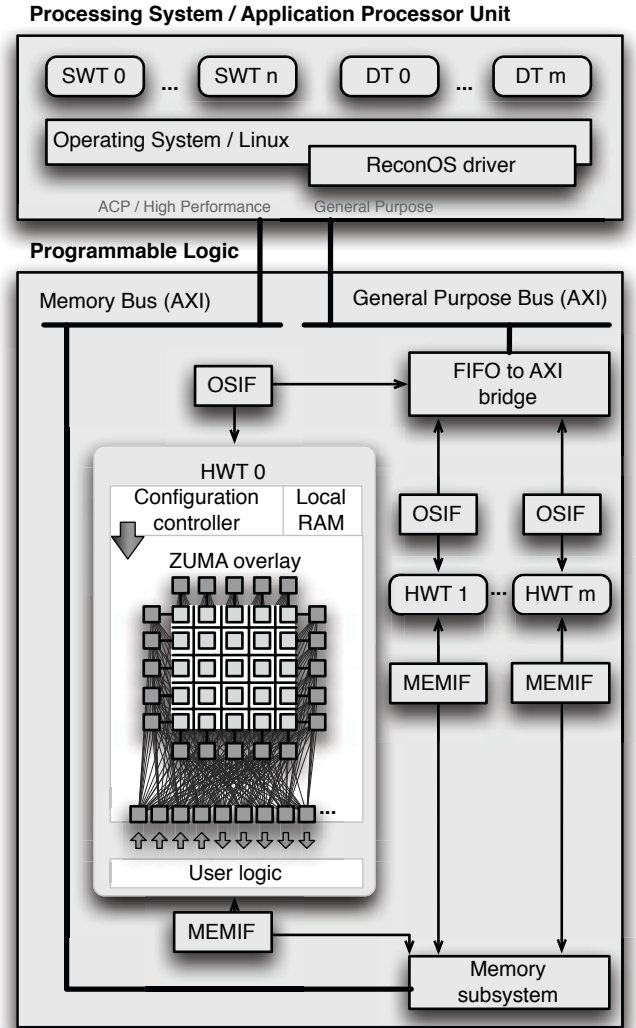 Processing System / Application Processor Unit
SWT 0
...
SWT n
DT 0
...
DT m
Operating System / Linux
ReconOS driver
ACP / High Performance
General Purpose
Programmable Logic
Memory Bus (AXI)
General Purpose Bus (AXI)
OSIF
FIFO to AXI
bridge
HWT 0
Configuration
controller
Local
RAM
ZUMA overlay
OSIF
OSIF
HWT 1
...
HWT m
MEMIF
MEMIF
...
User logic
MEMIF
Memory
subsystem